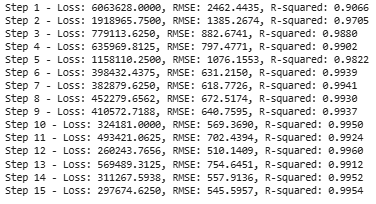 Step 1 - Loss: 6063628.0000, RMSE: 2462.4435, R-squared: 0.9066
Step 2 - Loss: 1918965.7500, RMSE: 1385.2674, R-squared: 0.9705
Step 3 - Loss: 779113.6250, RMSE: 882.6741, R-squared: 0.9880
Step 4 - Loss: 635969.8125, RMSE: 797.4771, R-squared: 0.9902
Step 5 - Loss: 1158110.2500, RMSE: 1076.1553, R-squared: 0.9822
Step 6 - Loss: 398432.4375, RMSE: 631.2150, R-squared: 0.9939
Step 7 - Loss: 382879.6250, RMSE: 618.7726, R-squared: 0.9941
Step 8 - Loss: 452279.6562, RMSE: 672.5174, R-squared: 0.9930
Step 9 - Loss: 410572.7188, RMSE: 640.7595, R-squared: 0.9937
Step 10 - Loss: 324181.0000, RMSE: 569.3690, R-squared: 0.9950
Step 11 - Loss: 493421.0625, RMSE: 702.4394, R-squared: 0.9924
Step 12 - Loss: 260243.7656, RMSE: 510.1409, R-squared: 0.9960
Step 13 - Loss: 569489.3125, RMSE: 754.6451, R-squared: 0.9912
Step 14 - Loss: 311267.5938, RMSE: 557.9136, R-squared: 0.9952
Step 15 - Loss: 297674.6250, RMSE: 545.5957, R-squared: 0.9954